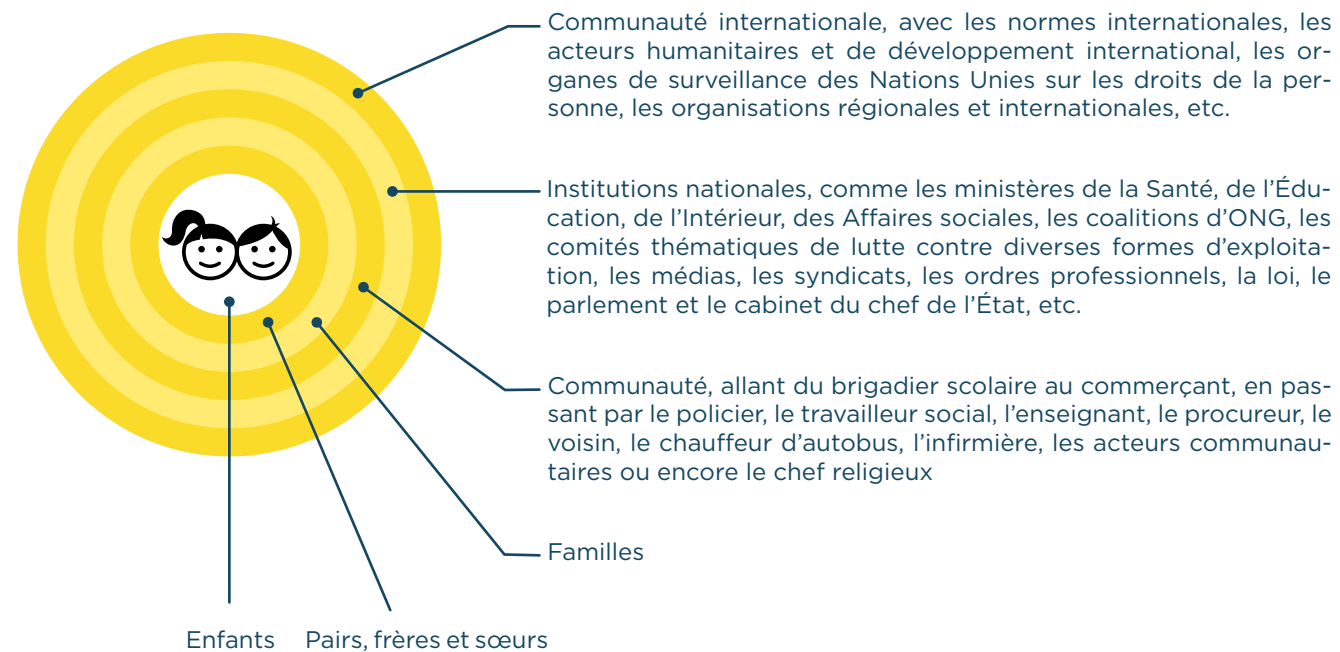 Communauté internationale, avec les normes internationales, les
acteurs humanitaires et de développement international, les or-
ganes de surveillance des Nations Unies sur les droits de la per-
sonne, les organisations régionales et internationales, etc.
Institutions nationales, comme les ministères de la Santé, de l’Édu-
cation, de l’Intérieur, des Affaires sociales, les coalitions d’ONG, les
comités thématiques de lutte contre diverses formes d’exploita-
tion, les médias, les syndicats, les ordres professionnels, la loi, le
parlement et le cabinet du chef de l’État, etc.
Communauté, allant du brigadier scolaire au commerçant, en pas-
sant par le policier, le travailleur social, l’enseignant, le procureur, le
voisin, le chauffeur d’autobus, l’infirmière, les acteurs communau-
taires ou encore le chef religieux
Familles
Enfants
Pairs, frères et sœurs